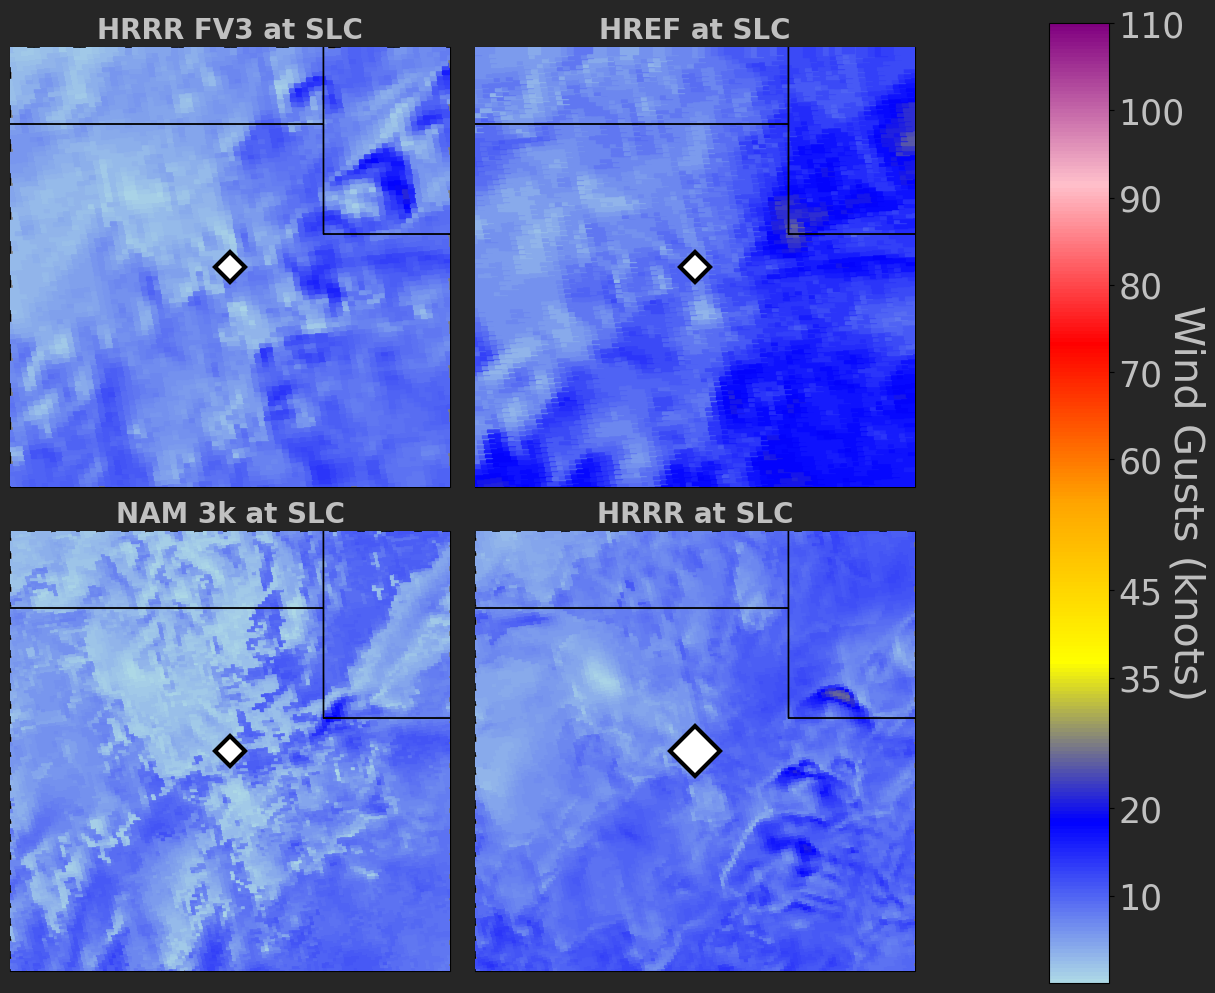 HRRR FV3 at SLC
HREF at SLC
NAM 3k at SLC
HRRR at SLC
110
100
90
80
70
60
45
35
20
10
Wind Gusts (knots)